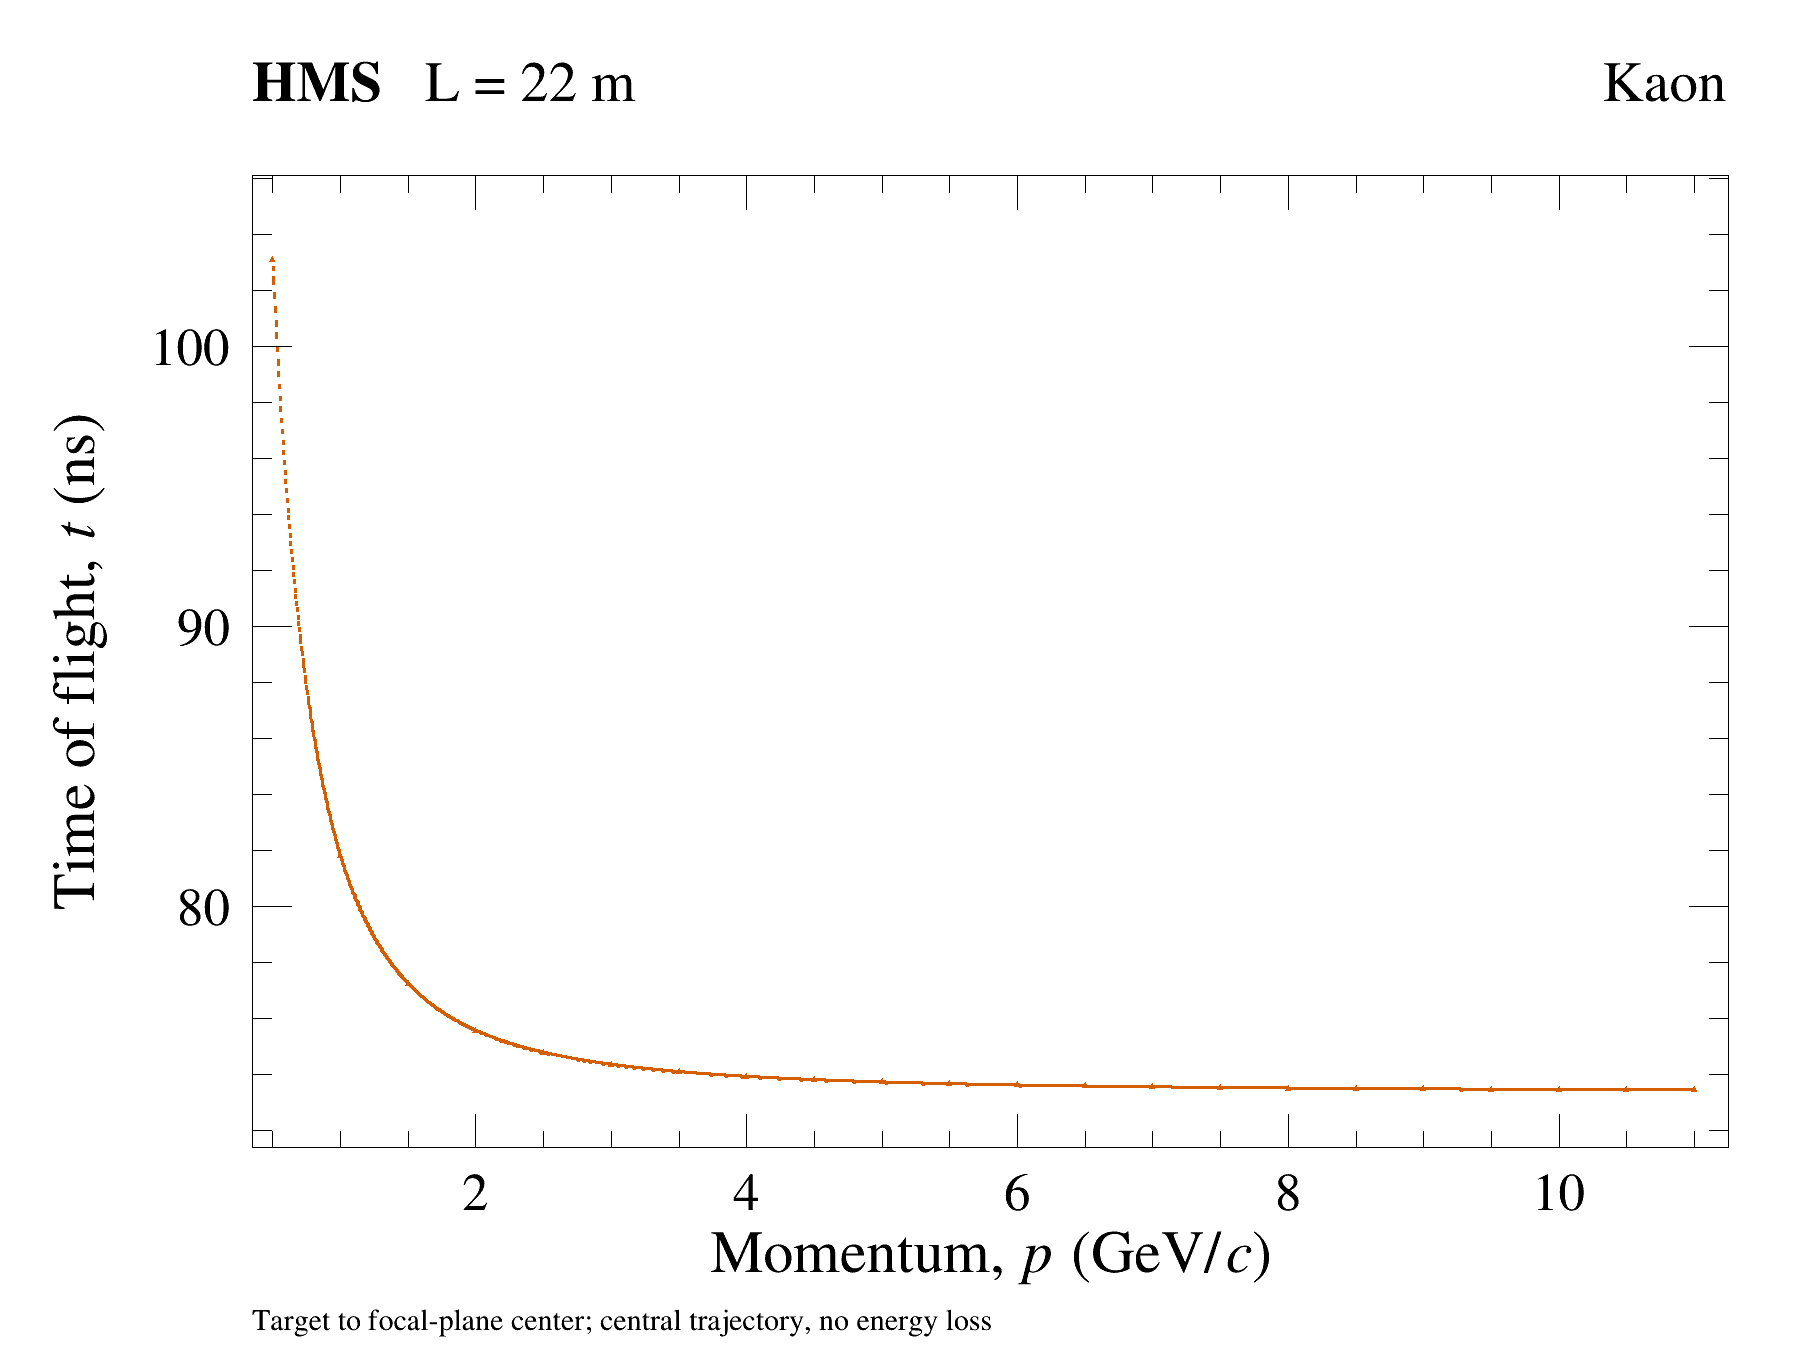 HMS L = 22 m
Kaon
Time of flight, t (ns)
100
90
80
2 4 6 8 10
Momentum, p (GeV/c)
Target to focal-plane center; central trajectory, no energy loss